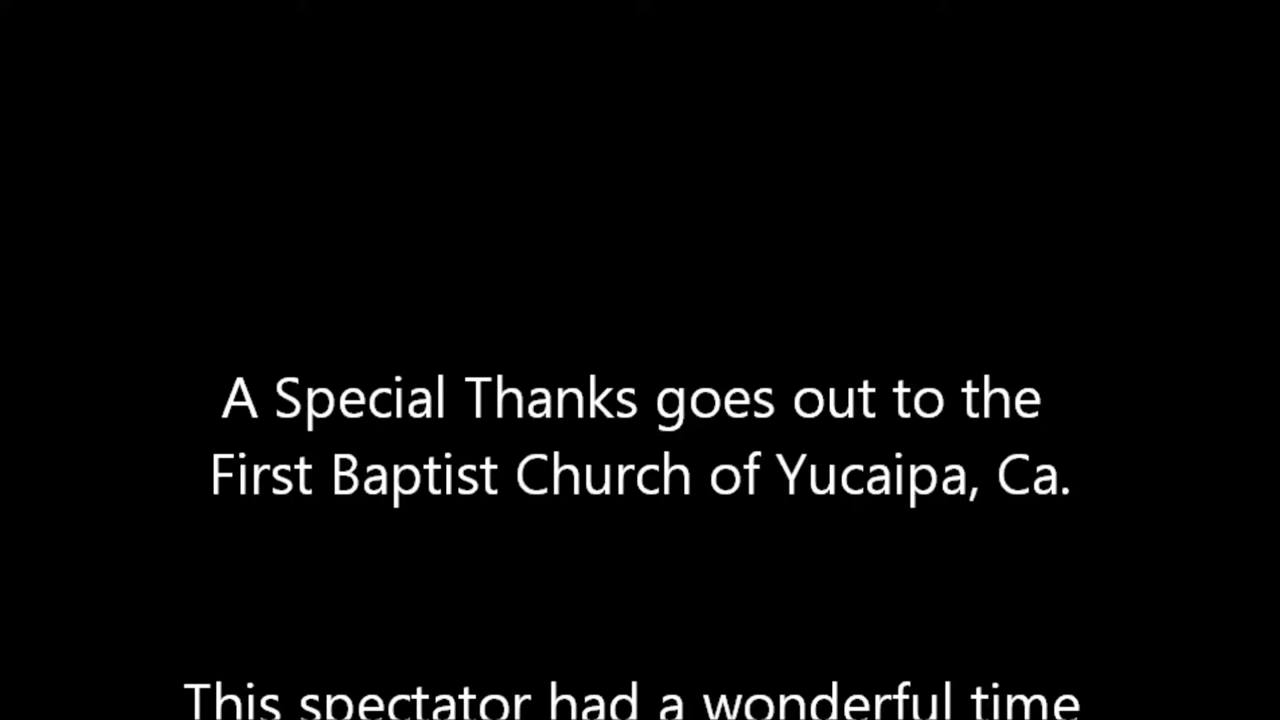 A Special Thanks goes out to the
First Baptist Church of Yucaipa, Ca.
This spectator had a wonderful time